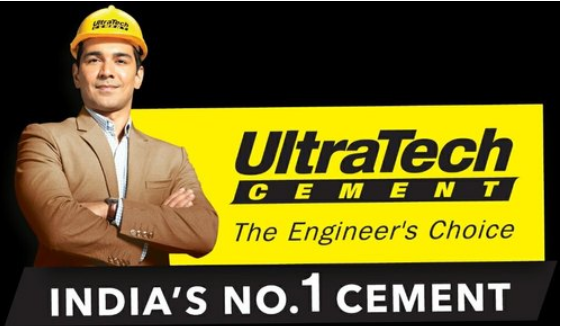 UltraTech
UltraTech
CEMENT
The Engineer's Choice
INDIA'S NO.1 CEMENT